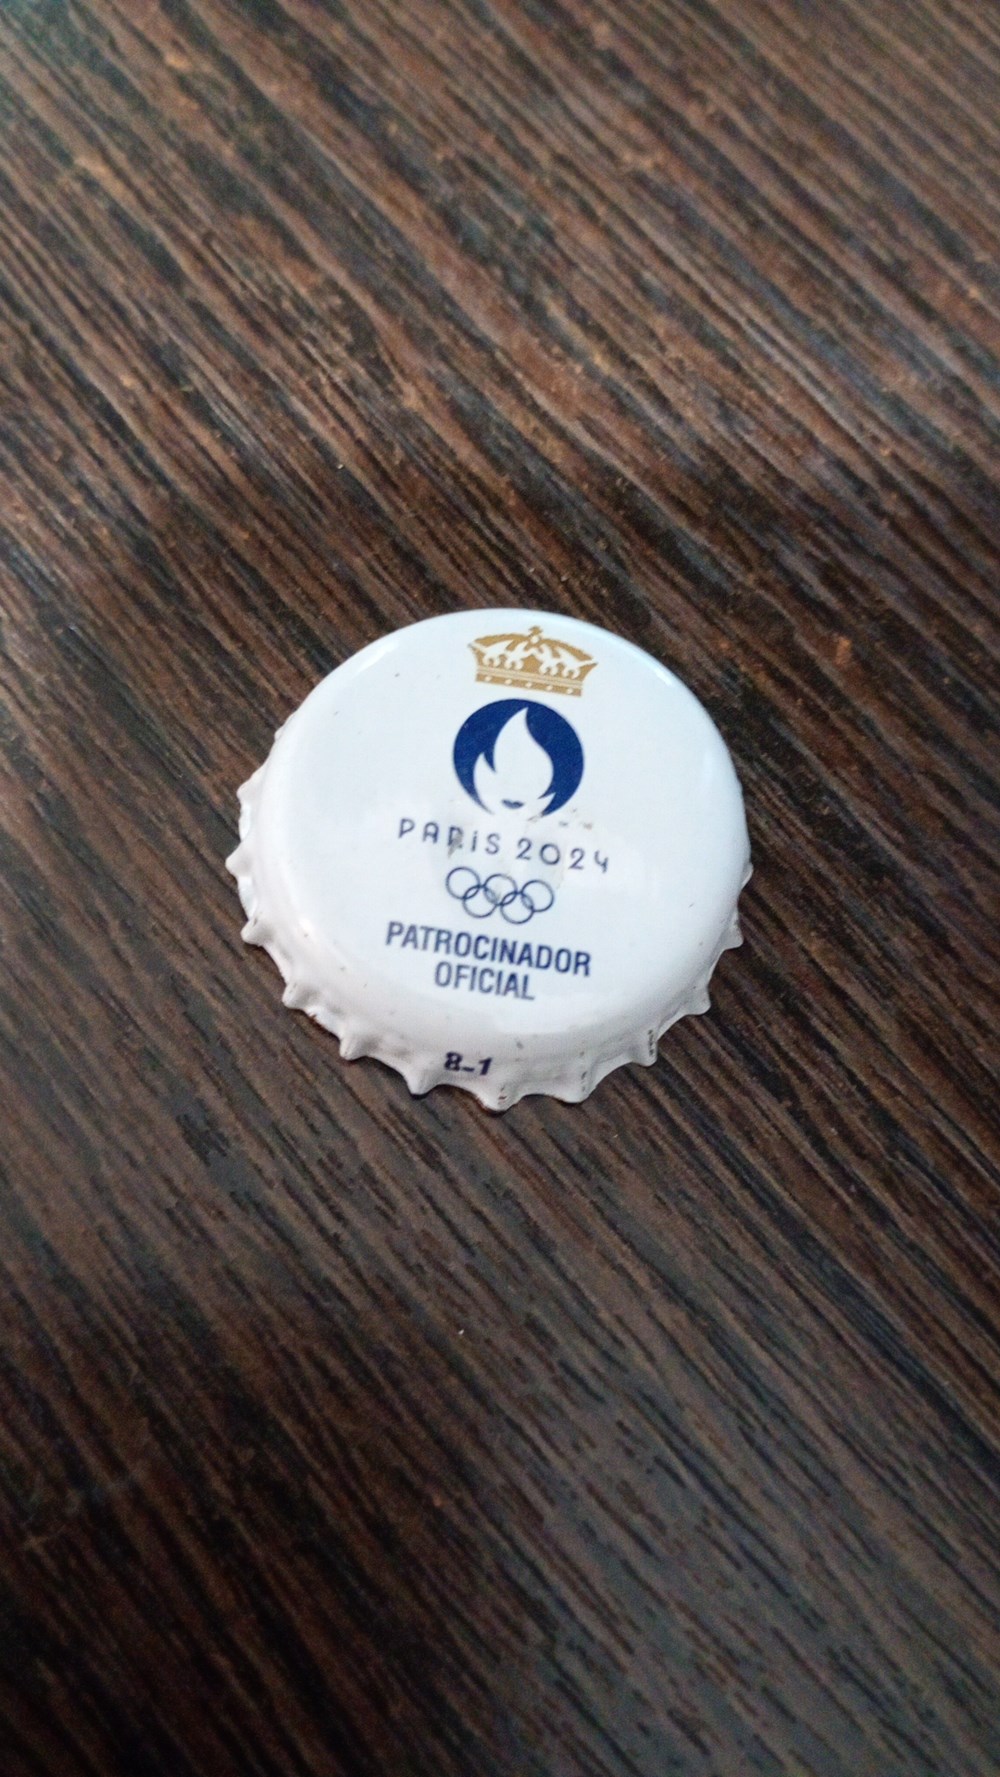 PARiS 2024
PATROCINADOR
OFICIAL
8-1